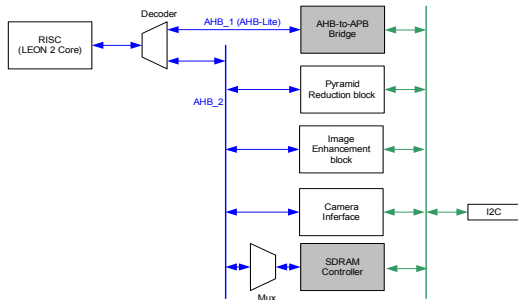 Decoder
RISC
(LEON 2 Core)
AHB_1 (AHB-Lite)
AHB-to-APB
Bridge
Pyramid
Reduction block
AHB_2
Image
Enhancement
block
Camera
Inferface
I2C
SDRAM
Controller
Mux